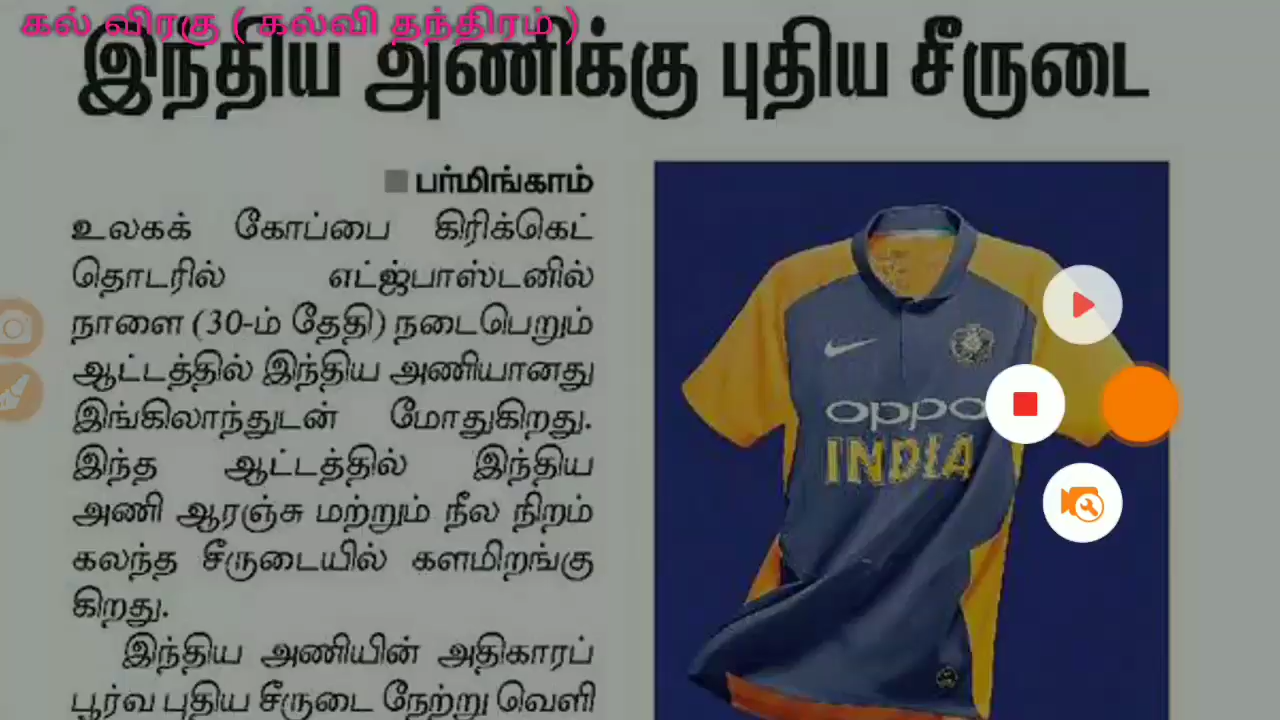 கல் விரகு ( கல்வி தந்திரம் )
இந்திய அணிக்கு புதிய சீருடை
பர்மிங்காம்
உலகக் கோப்பை கிரிக்கெட்
தொடரில் எட்ஜ்பாஸ்டனில்
நாளை (30-ம் தேதி) நடைபெறும்
ஆட்டத்தில் இந்திய அணியானது
இங்கிலாந்துடன் மோதுகிறது.
இந்த ஆட்டத்தில் இந்திய
அணி ஆரஞ்சு மற்றும் நீல நிறம்
கலந்த சீருடையில் களமிறங்கு
கிறது.
இந்திய அணியின் அதிகாரப்
பூர்வ புதிய சீருடை நேற்று வெளி
oppo
INDIA